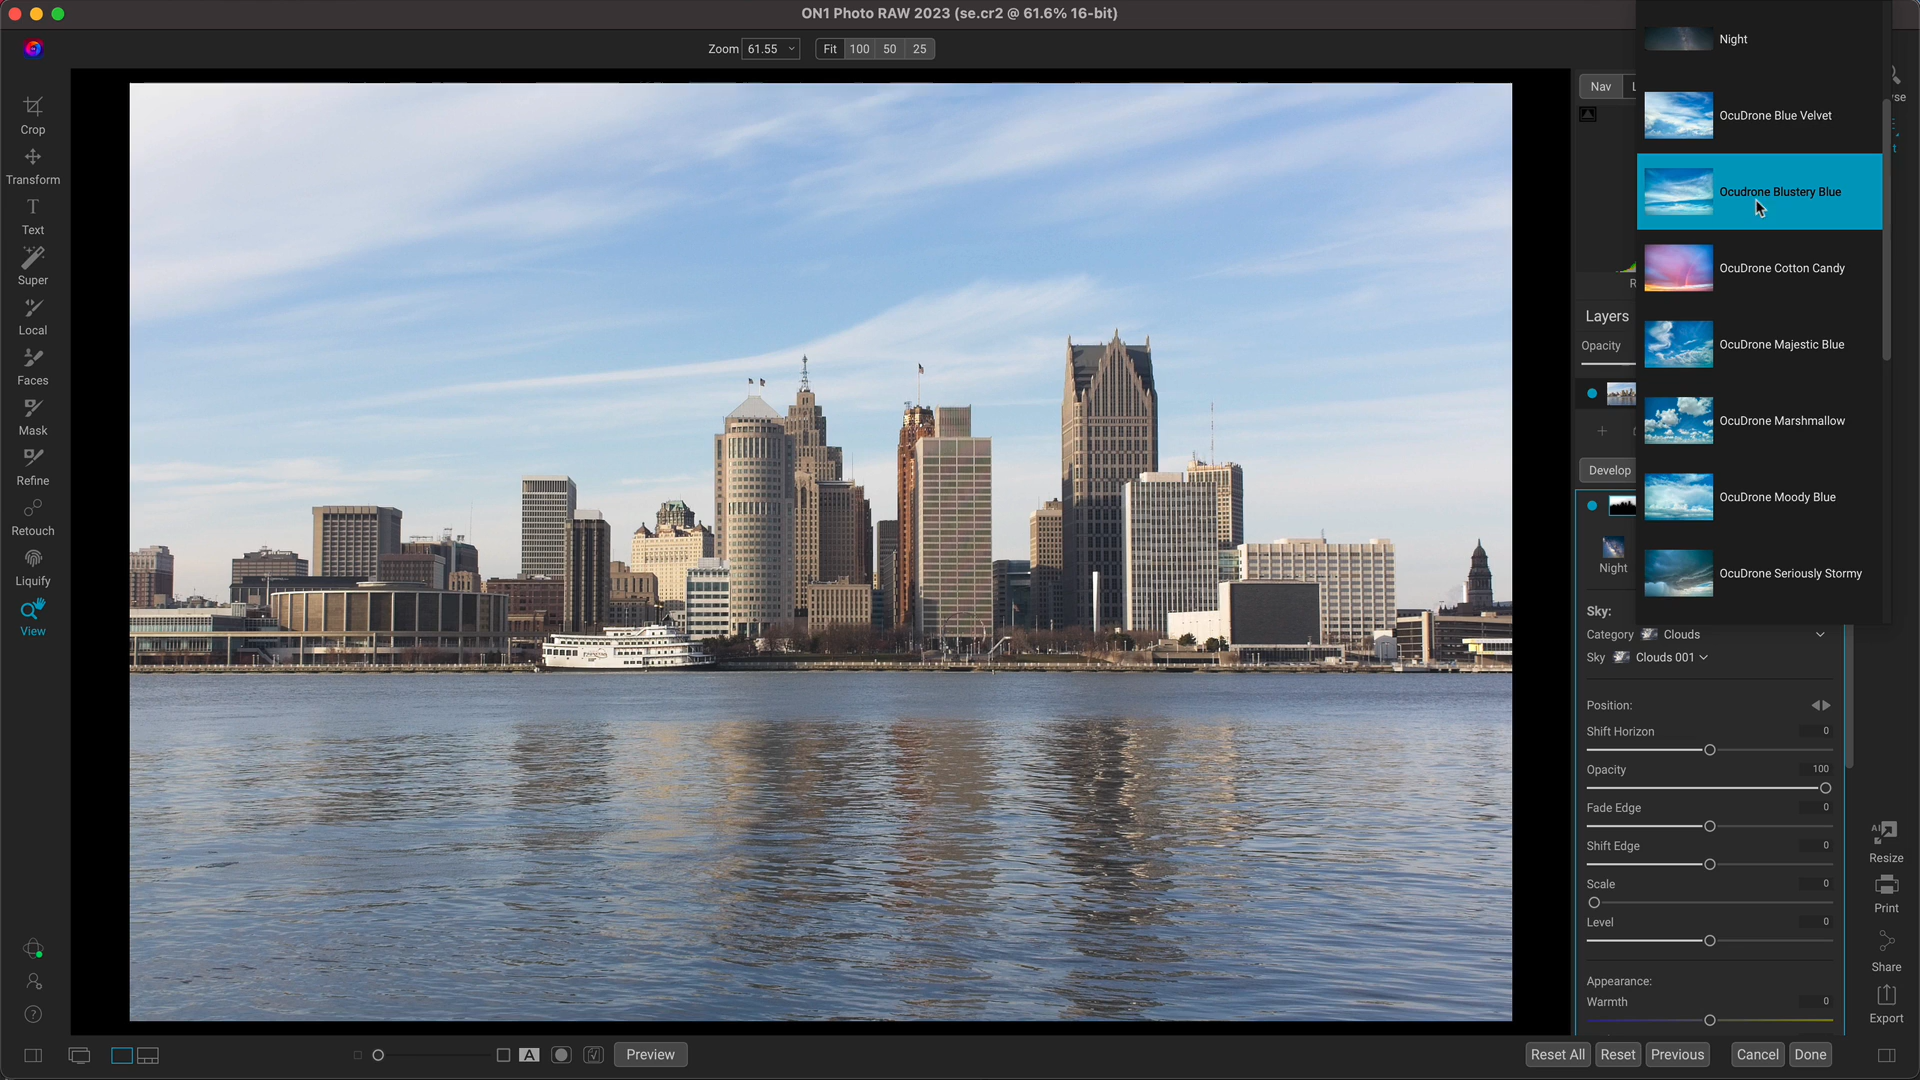 ON1 Photo RAW 2023 (se.cr2 @ 61.6% 16-bit)
Zoom 61.55 Fit 100 50 25
Crop
Transform
Text
Super
Local
Faces
Mask
Refine
Retouch
Liquify
View
Nav
Night
OcuDrone Blue Velvet
Ocudrone Blustery Blue
OcuDrone Cotton Candy
OcuDrone Majestic Blue
OcuDrone Marshmallow
OcuDrone Moody Blue
OcuDrone Seriously Stormy
Layers
Opacity
Develop
Night
Sky:
Category Clouds
Sky Clouds 001
Position:
Shift Horizon 0
Opacity 100
Fade Edge 0
Shift Edge 0
Scale 0
Level 0
Appearance:
Warmth 0
Resize
Print
Share
Export
A Preview
Reset All Reset Previous Cancel Done